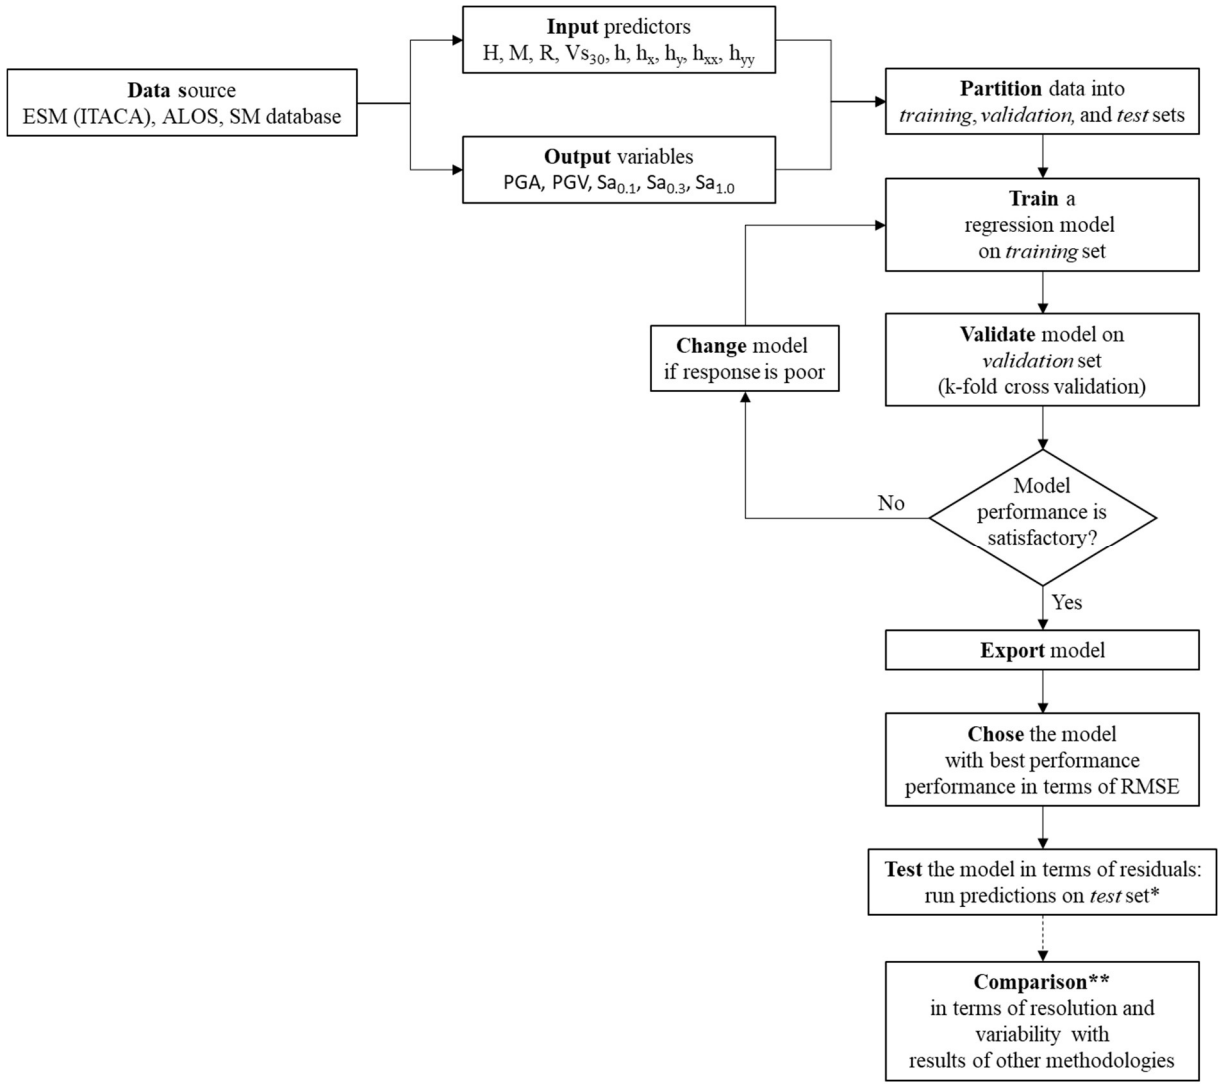 Input predictors
H, M, R, Vs30, h, hx, hy, hxx, hyy
Data source
ESM (ITACA), ALOS, SM database
Partition data into
training, validation, and test sets
Output variables
PGA, PGV, Sa0.1, Sa0.3, Sa1.0
Train a
regression model
on training set
Validate model on
validation set
(k-fold cross validation)
Change model
if response is poor
Model
performance is
satisfactory?
No
Yes
Export model
Chose the model
with best performance
performance in terms of RMSE
Test the model in terms of residuals:
run predictions on test set*
Comparison**
in terms of resolution and
variability with
results of other methodologies